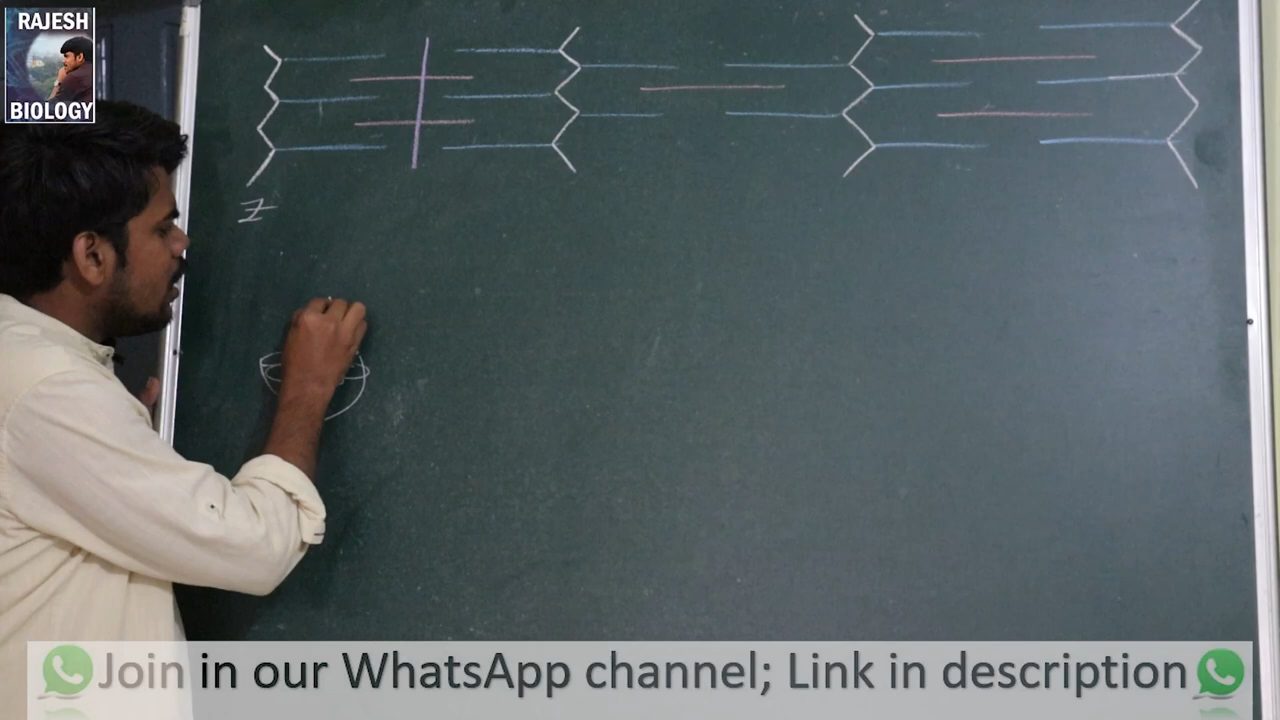 RAJESH
BIOLOGY
Z
Join in our WhatsApp channel; Link in description